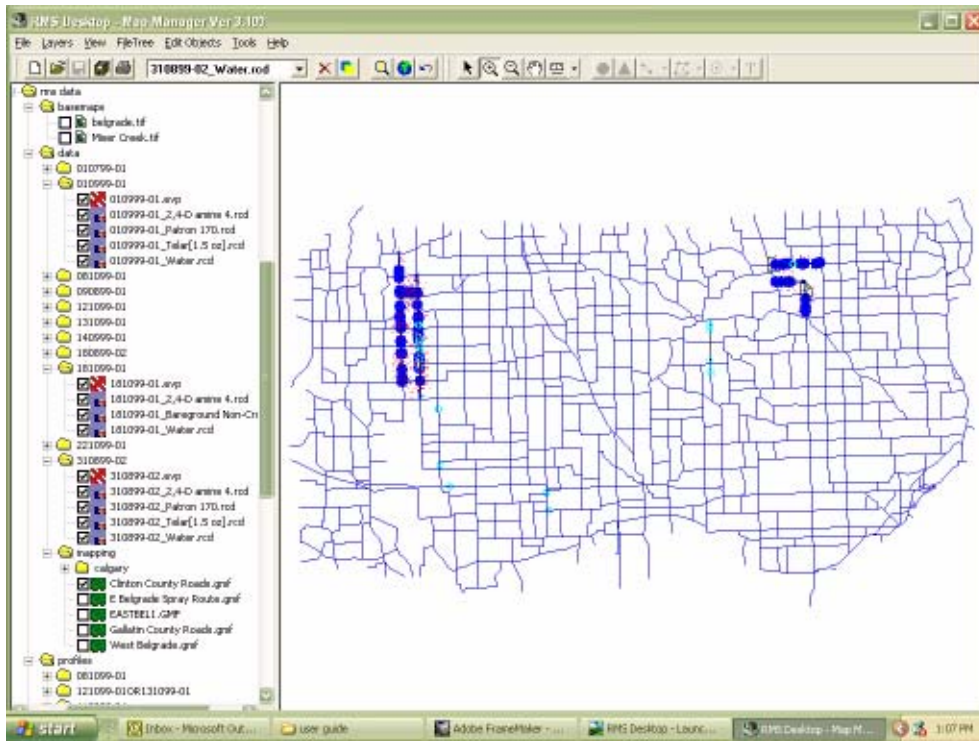 RMS Desktop - Map Manager Ver 3.102
File Layers View FileTree Edit Objects Tools Help
310899-02_Water.rcd
rms data
basemaps
belgrade.tif
Miser Creek.tif
data
010799-01
010999-01
010999-01.avp
010999-01_2,4-D amine 4.rcd
010999-01_Patron 170.rcd
010999-01_Telar[1.5 oz].rcd
010999-01_Water.rcd
081099-01
090899-01
121099-01
131099-01
140999-01
180899-02
181099-01
181099-01.avp
181099-01_2,4-D amine 4.rcd
181099-01_Bareground Non-Cr
181099-01_Water.rcd
221099-01
310899-02
310899-02.avp
310899-02_2,4-D amine 4.rcd
310899-02_Patron 170.rcd
310899-02_Telar[1.5 oz].rcd
310899-02_Water.rcd
mapping
calgary
Clinton County Roads.gmf
E Belgrade Spray Route.gmf
EASTBEL1.GMF
Gallatin County Roads.gmf
West Belgrade.gmf
profiles
081099-01
121099-01OR131099-01
start
Inbox - Microsoft Out...
user guide
Adobe FrameMaker - ...
RMS Desktop - Launc...
RMS Desktop - Map M...
1:07 PM